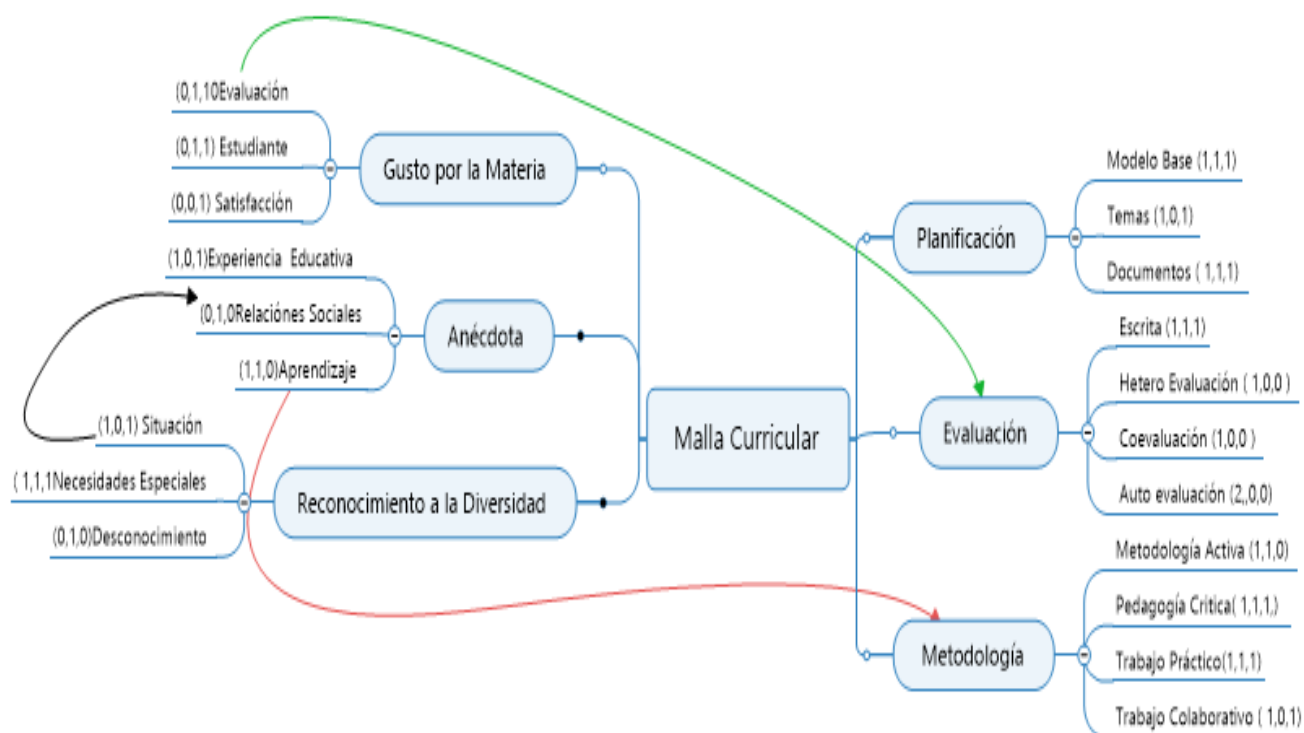 (0,1,10Evaluación
(0,1,1) Estudiante
(0,0,1) Satisfacción
Gusto por la Materia
(1,0,1)Experiencia Educativa
(0,1,0Relaciónes Sociales
(1,1,0)Aprendizaje
Anécdota
(1,0,1) Situación
( 1,1,1Necesidades Especiales
(0,1,0)Desconocimiento
Reconocimiento a la Diversidad
Malla Curricular
Planificación
Modelo Base (1,1,1)
Temas (1,0,1)
Documentos ( 1,1,1)
Evaluación
Escrita (1,1,1)
Hetero Evaluación ( 1,0,0 )
Coevaluación (1,0,0 )
Auto evaluación (2,,0,0)
Metodología
Metodología Activa (1,1,0)
Pedagogía Crítica( 1,1,1,)
Trabajo Práctico(1,1,1)
Trabajo Colaborativo ( 1,0,1)